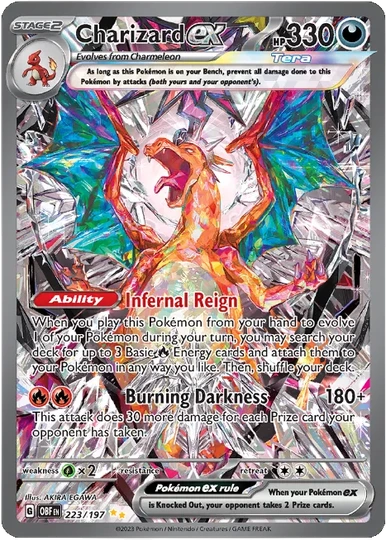 STAGE2 Charizard ex HP330
Evolves from Charmeleon Tera
As long as this Pokémon is on your Bench, prevent all damage done to this
Pokémon by attacks (both yours and your opponent's).
Ability Infernal Reign
When you play this Pokémon from your hand to evolve
1 of your Pokémon during your turn, you may search your
deck for up to 3 Basic Energy cards and attach them to
your Pokémon in any way you like. Then, shuffle your deck.
Burning Darkness 180+
This attack does 30 more damage for each Prize card your
opponent has taken.
weakness ×2 resistance retreat
Illus. AKIRA EGAWA
Pokémon ex rule When your Pokémon ex
is Knocked Out, your opponent takes 2 Prize cards.
G OBF EN 223/197
©2023 Pokémon / Nintendo / Creatures / GAME FREAK